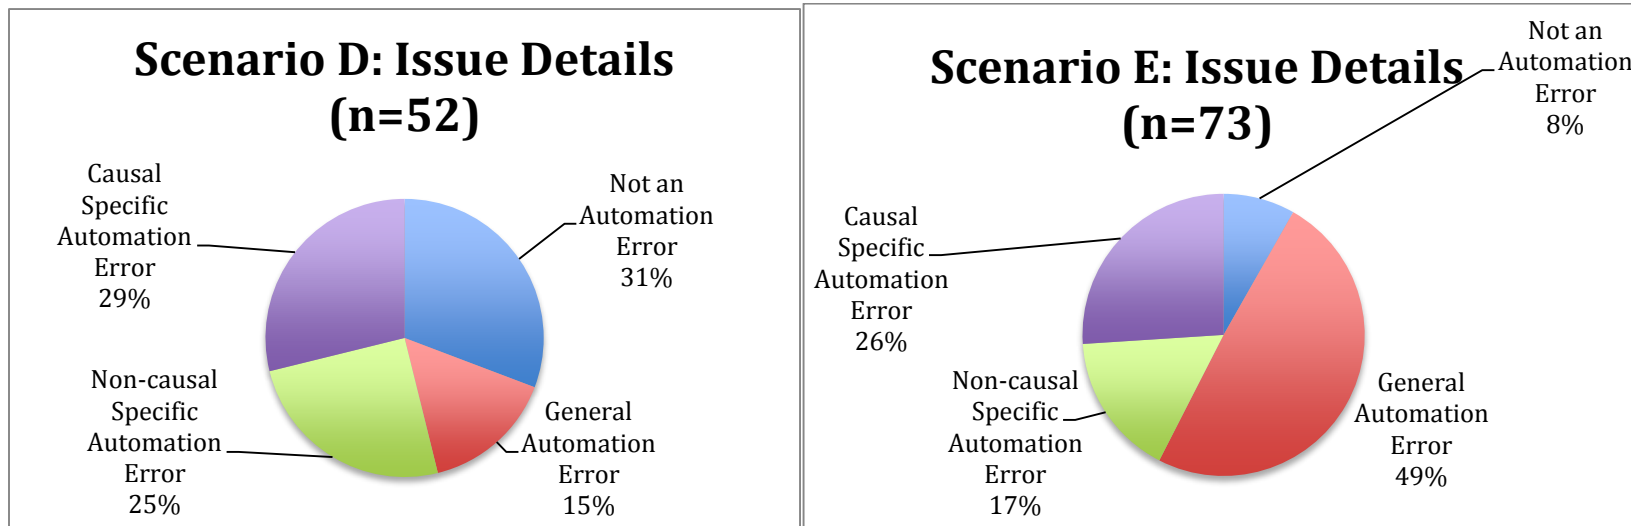 Scenario D: Issue Details
(n=52)
Causal
Specific
Automation
Error
29%
Not an
Automation
Error
31%
Non-causal
Specific
Automation
Error
25%
General
Automation
Error
15%
Scenario E: Issue Details
(n=73)
Not an
Automation
Error
8%
Causal
Specific
Automation
Error
26%
Non-causal
Specific
Automation
Error
17%
General
Automation
Error
49%